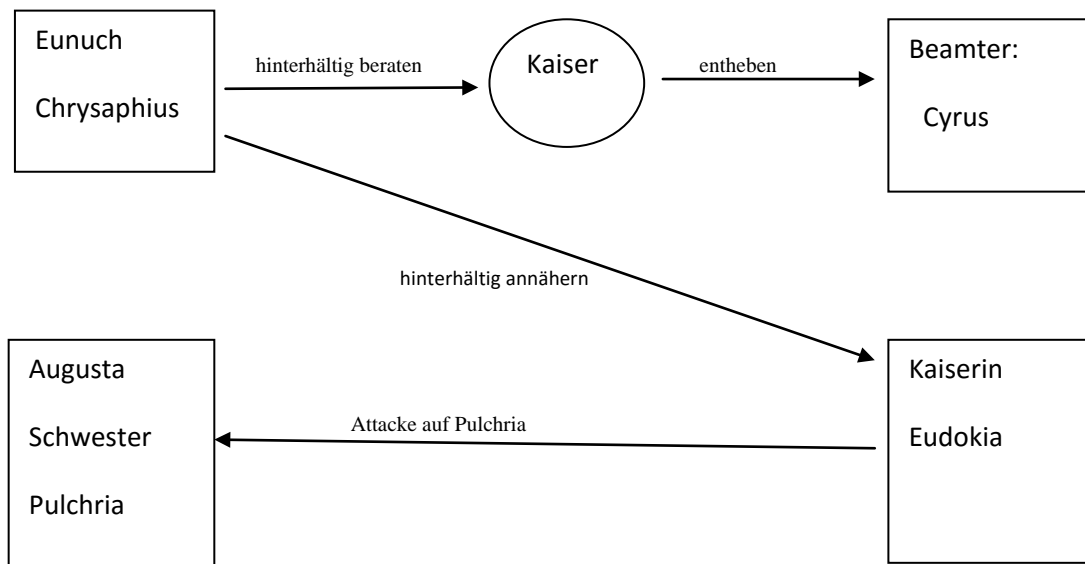 Eunuch
Chrysaphius
hinterhältig beraten
Kaiser
entheben
Beamter:
Cyrus
hinterhältig annähern
Augusta
Schwester
Pulchria
Attacke auf Pulchria
Kaiserin
Eudokia